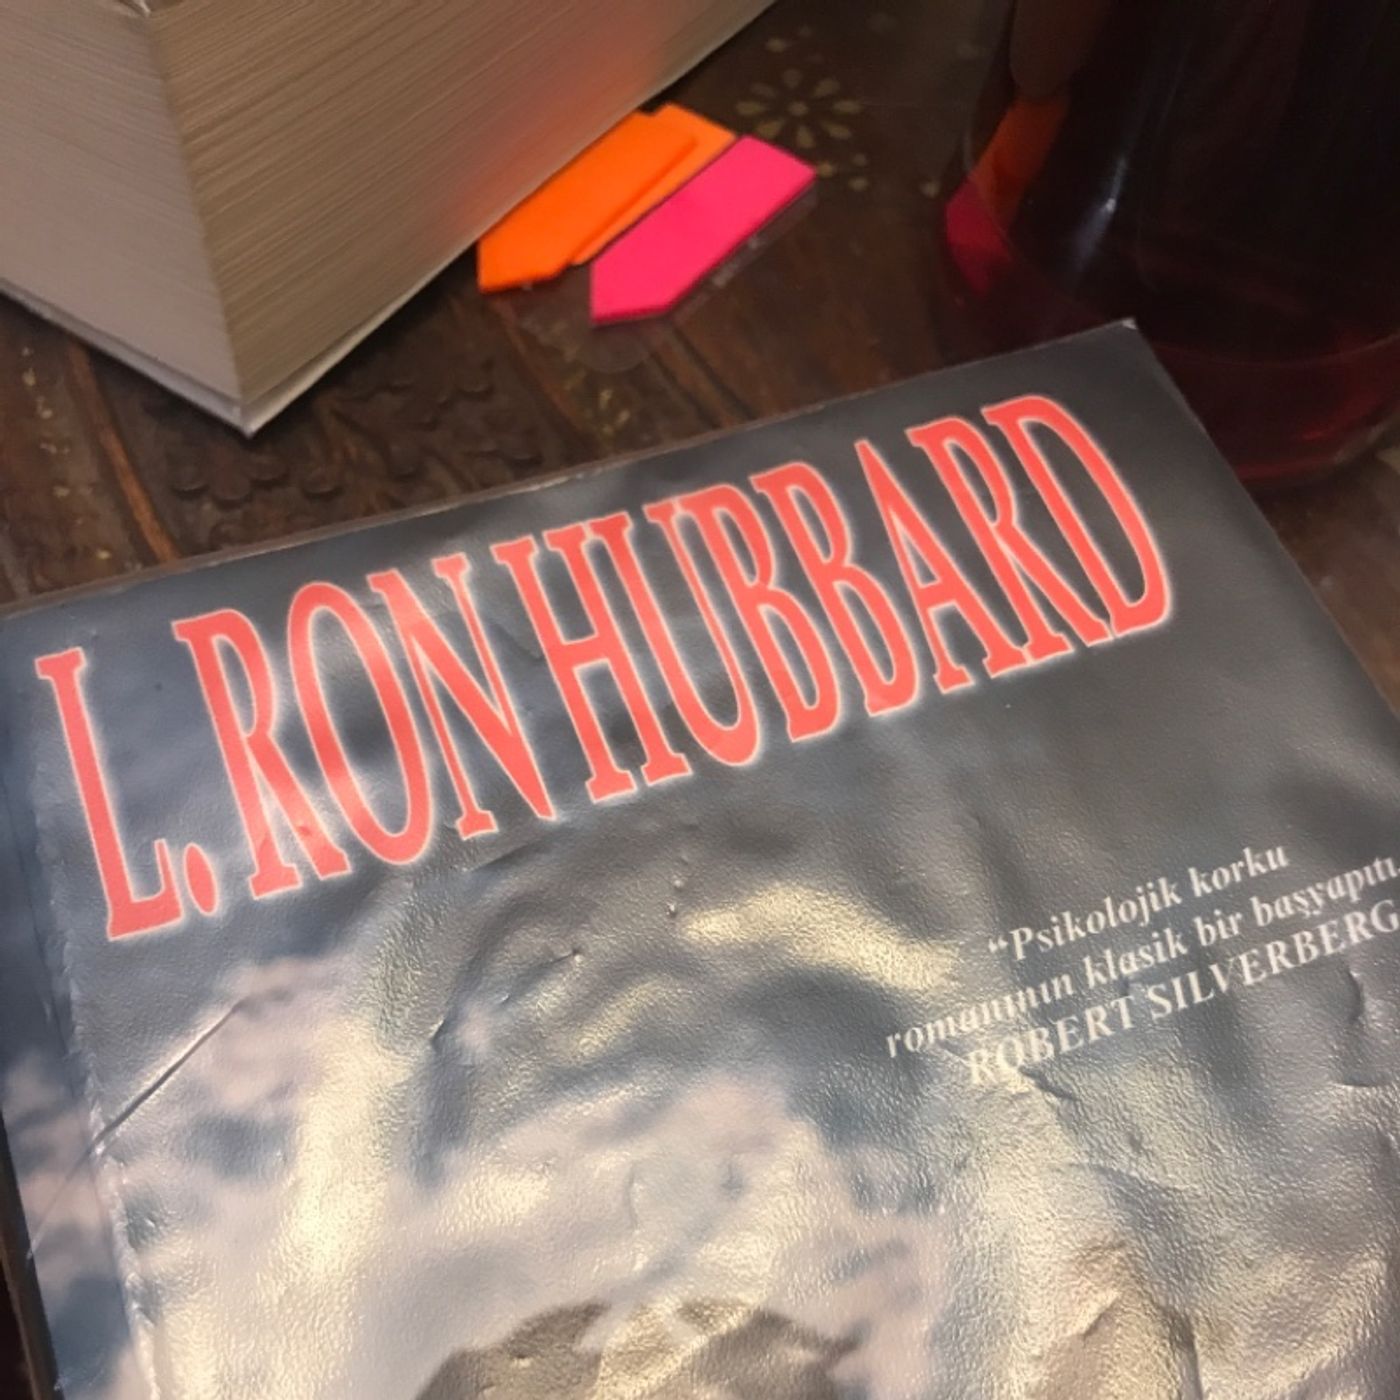 L. RON HUBBARD
“Psikolojik korku
romanının klasik bir başyapıtı.
ROBERT SILVERBERG